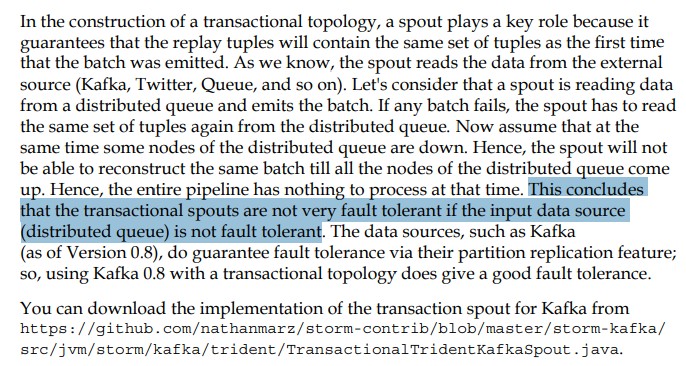 In the construction of a transactional topology, a spout plays a key role because it
guarantees that the replay tuples will contain the same set of tuples as the first time
that the batch was emitted. As we know, the spout reads the data from the external
source (Kafka, Twitter, Queue, and so on). Let's consider that a spout is reading data
from a distributed queue and emits the batch. If any batch fails, the spout has to read
the same set of tuples again from the distributed queue. Now assume that at the
same time some nodes of the distributed queue are down. Hence, the spout will not
be able to reconstruct the same batch till all the nodes of the distributed queue come
up. Hence, the entire pipeline has nothing to process at that time. This concludes
that the transactional spouts are not very fault tolerant if the input data source
(distributed queue) is not fault tolerant. The data sources, such as Kafka
(as of Version 0.8), do guarantee fault tolerance via their partition replication feature;
so, using Kafka 0.8 with a transactional topology does give a good fault tolerance.
You can download the implementation of the transaction spout for Kafka from
https://github.com/nathanmarz/storm-contrib/blob/master/storm-kafka/
src/jvm/storm/kafka/trident/TransactionalTridentKafkaSpout.java.